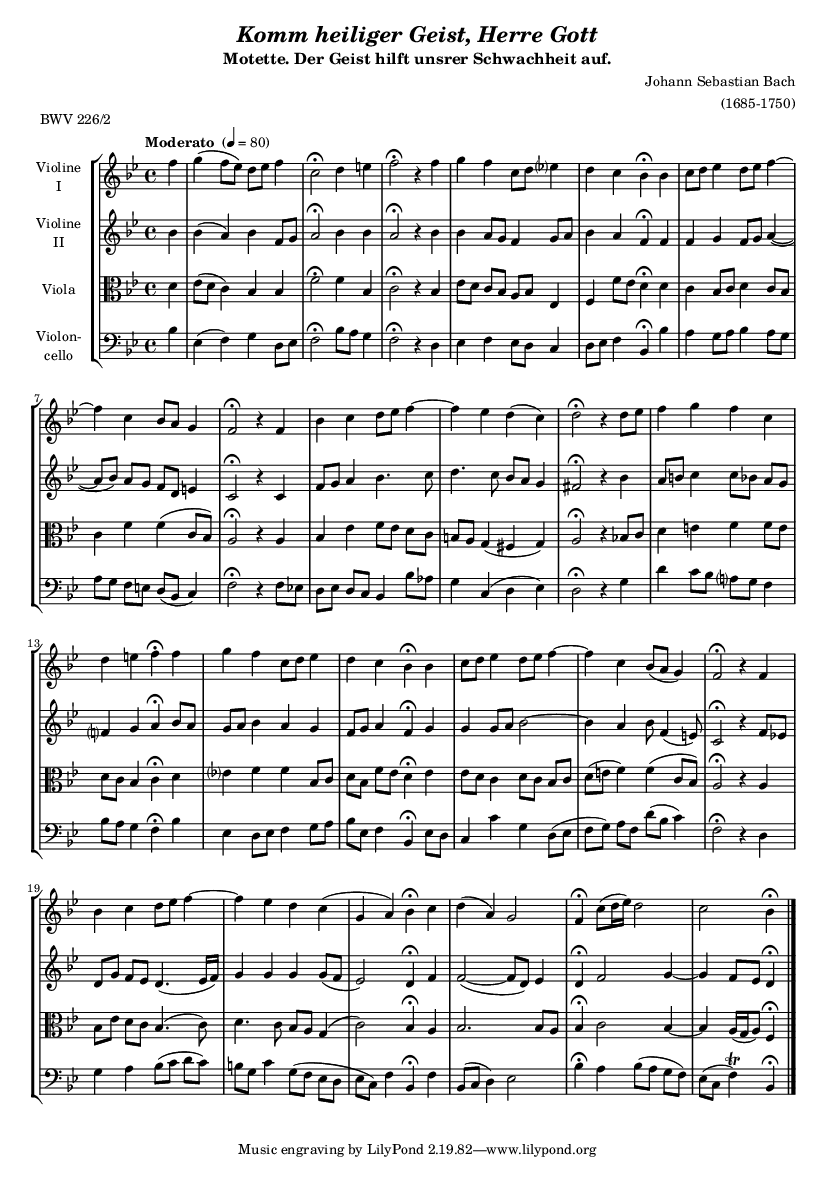 Komm heiliger Geist, Herre Gott
Motette. Der Geist hilft unsrer Schwachheit auf.
Johann Sebastian Bach
(1685-1750)
BWV 226/2
Moderato (♩ = 80)
Violine
I
Violine
II
Viola
Violon-
cello
7
13
19
tr
Music engraving by LilyPond 2.19.82—www.lilypond.org